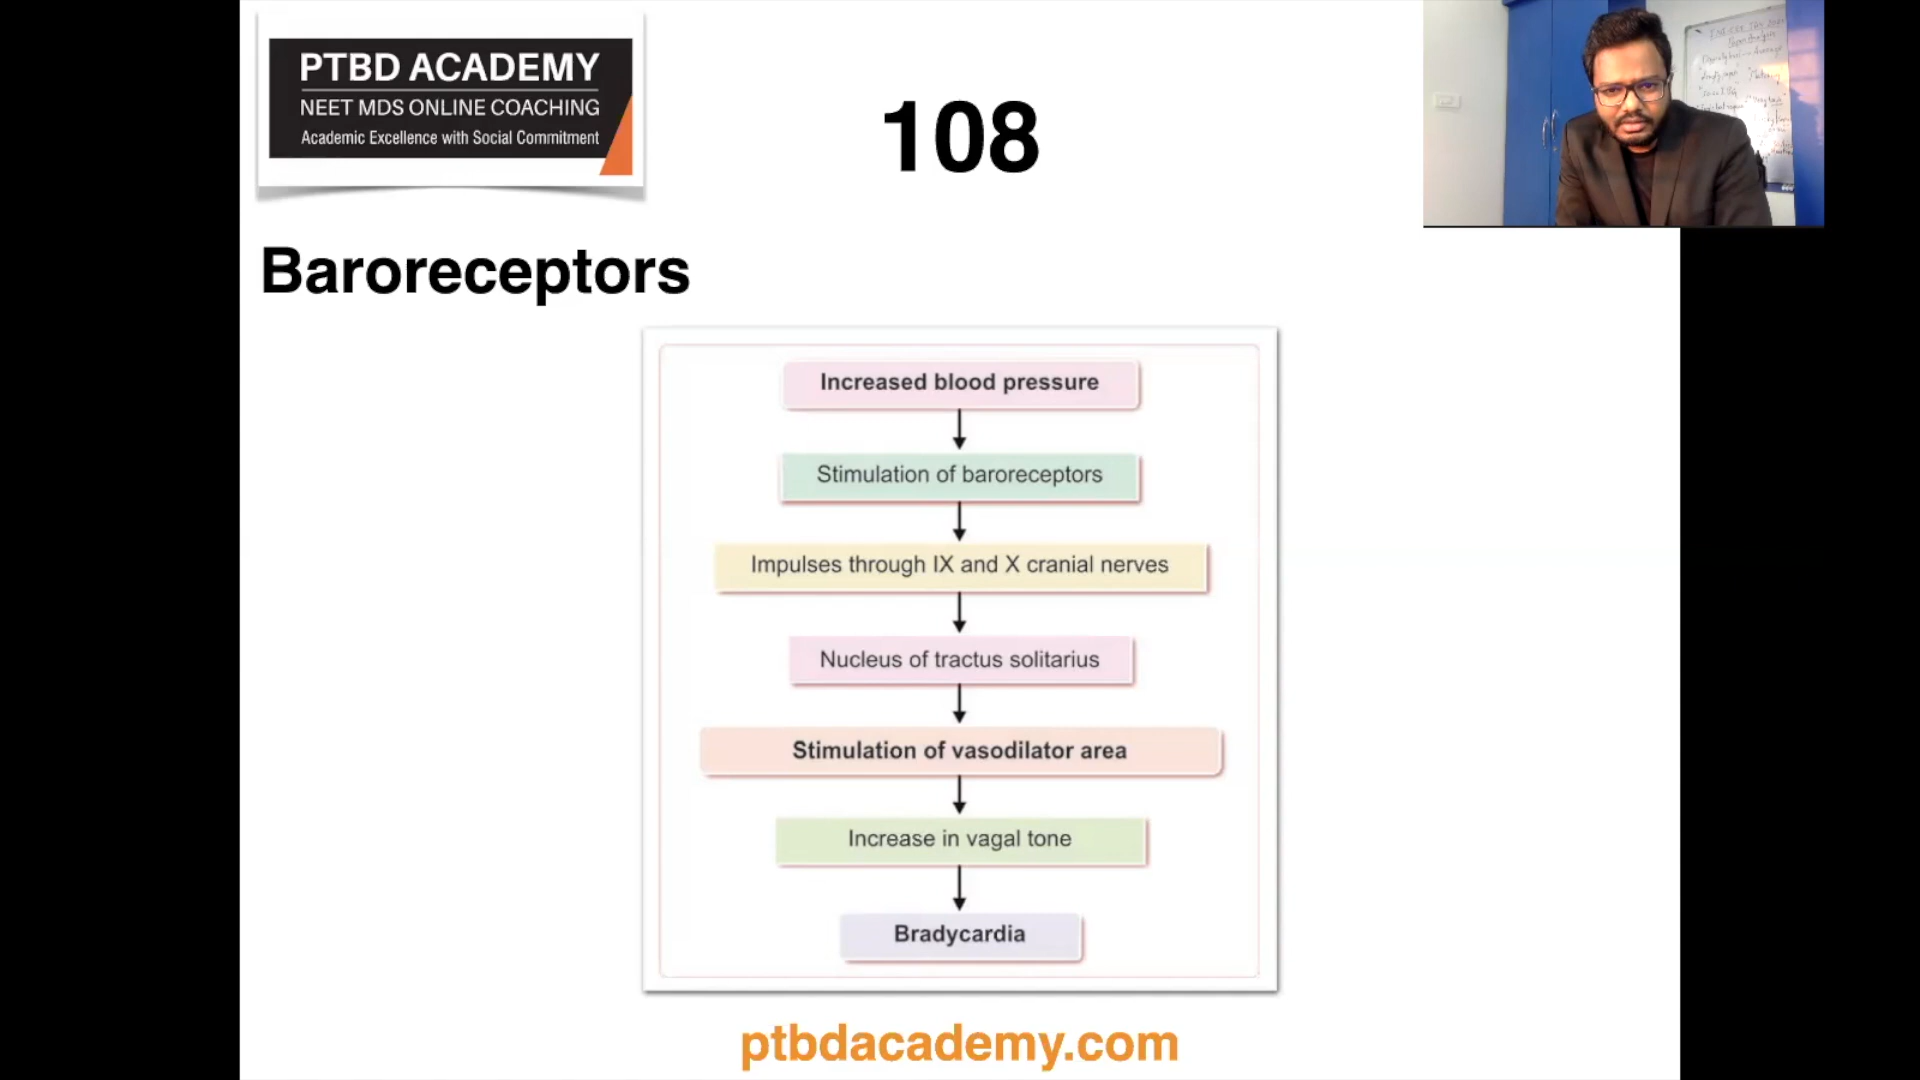 PTBD ACADEMY
NEET MDS ONLINE COACHING
Academic Excellence with Social Commitment
108
Baroreceptors
Increased blood pressure
Stimulation of baroreceptors
Impulses through IX and X cranial nerves
Nucleus of tractus solitarius
Stimulation of vasodilator area
Increase in vagal tone
Bradycardia
ptbdacademy.com